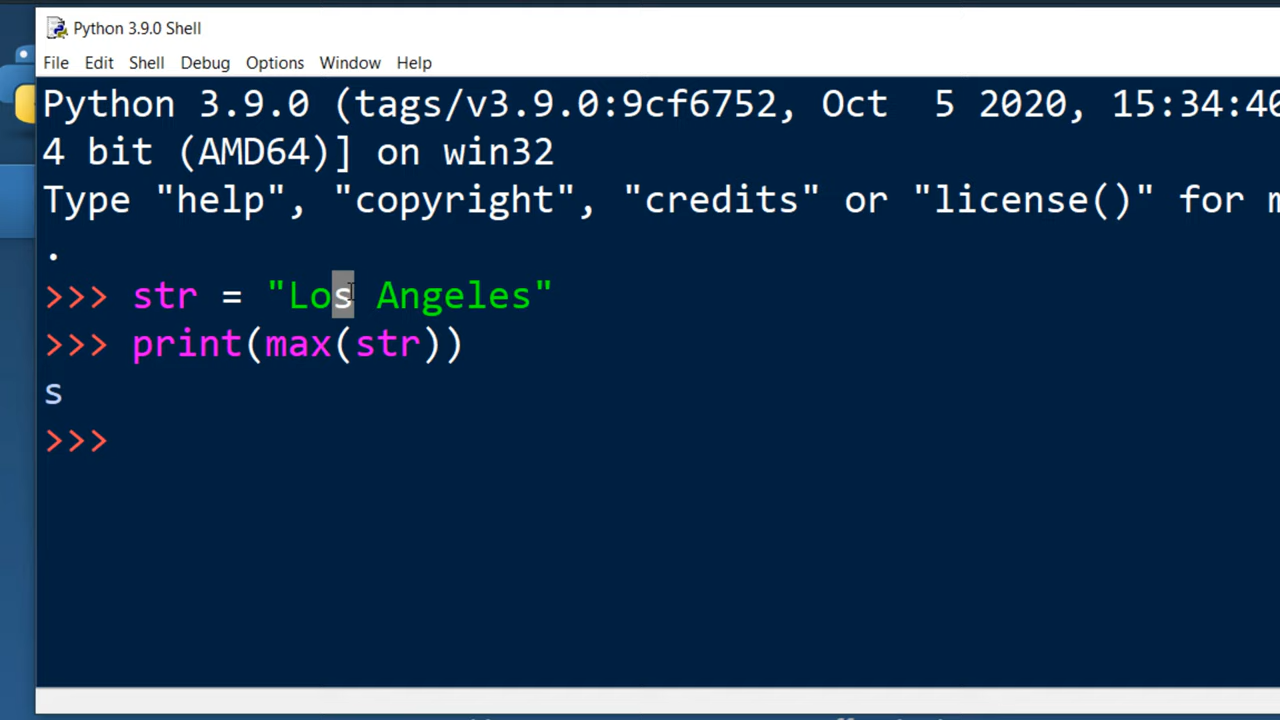 Python 3.9.0 Shell
File Edit Shell Debug Options Window Help
Python 3.9.0 (tags/v3.9.0:9cf6752, Oct  5 2020, 15:34:40
4 bit (AMD64)] on win32
Type "help", "copyright", "credits" or "license()" for m
.
>>> str = "Los Angeles"
>>> print(max(str))
s
>>>